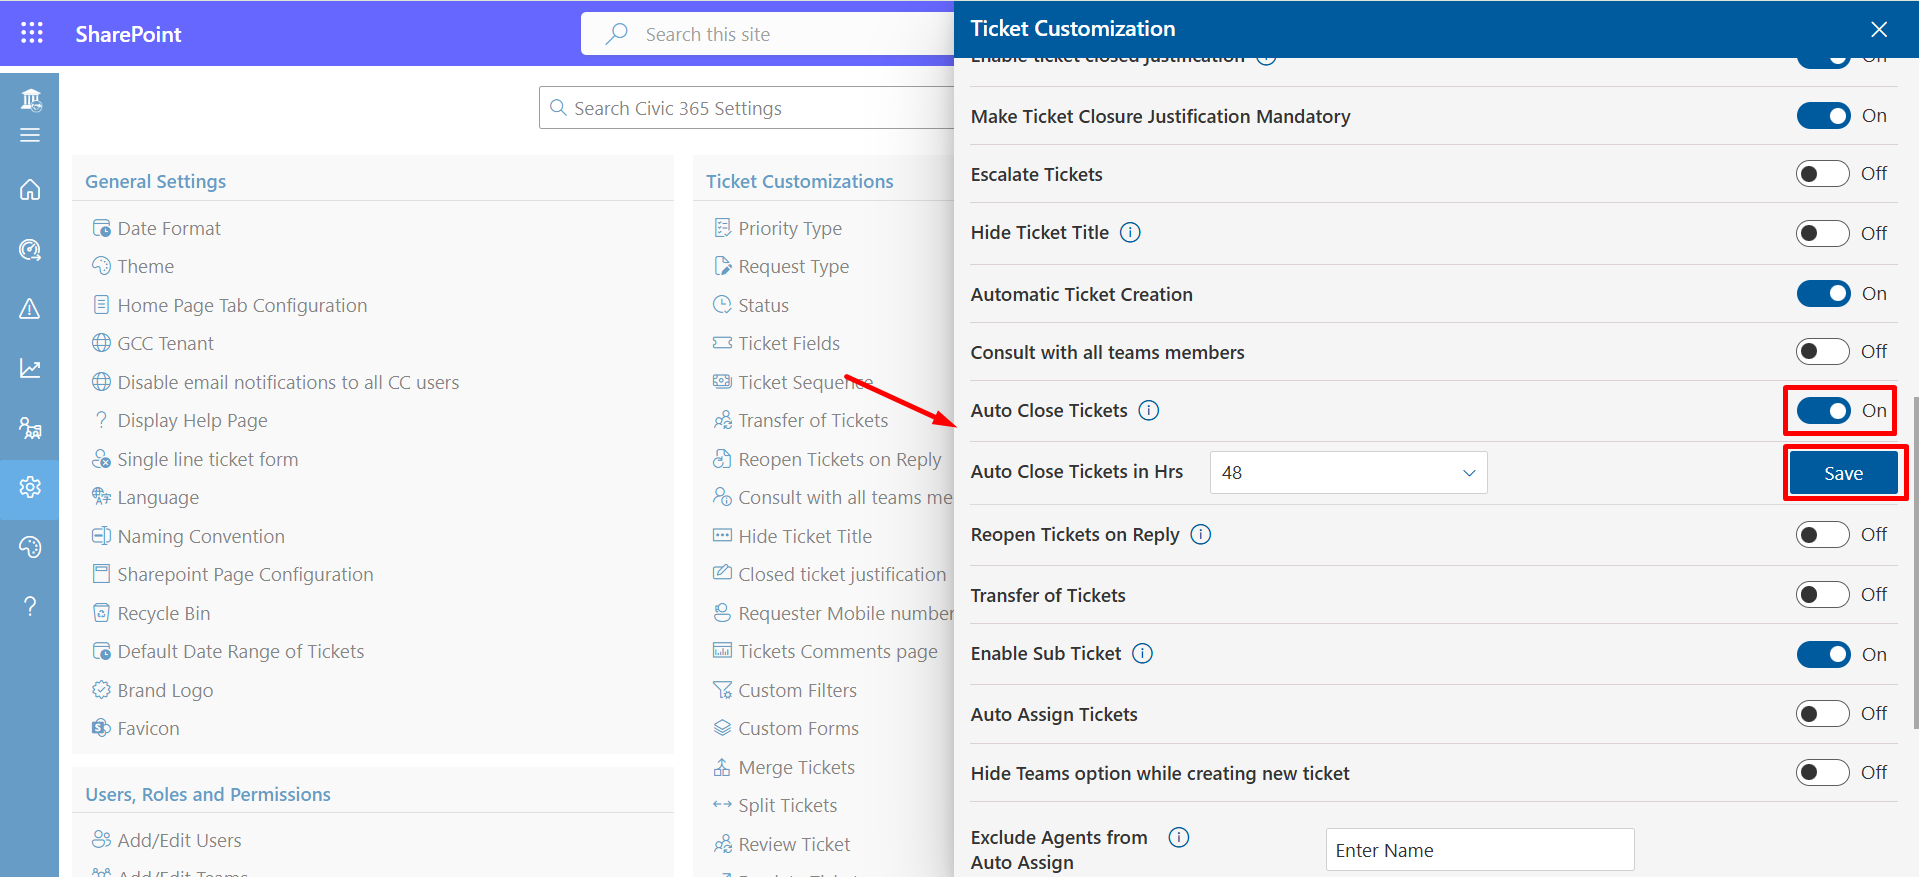 SharePoint
Search this site
Search Civic 365 Settings
General Settings
Date Format
Theme
Home Page Tab Configuration
GCC Tenant
Disable email notifications to all CC users
Display Help Page
Single line ticket form
Language
Naming Convention
Sharepoint Page Configuration
Recycle Bin
Default Date Range of Tickets
Brand Logo
Favicon
Users, Roles and Permissions
Add/Edit Users
Add/Edit Teams
Ticket Customizations
Priority Type
Request Type
Status
Ticket Fields
Ticket Sequence
Transfer of Tickets
Reopen Tickets on Reply
Consult with all teams me
Hide Ticket Title
Closed ticket justification
Requester Mobile number
Tickets Comments page
Custom Filters
Custom Forms
Merge Tickets
Split Tickets
Review Ticket
Ticket Customization
Enable ticket closed justification On
Make Ticket Closure Justification Mandatory On
Escalate Tickets Off
Hide Ticket Title Off
Automatic Ticket Creation On
Consult with all teams members Off
Auto Close Tickets On
Auto Close Tickets in Hrs 48 Save
Reopen Tickets on Reply Off
Transfer of Tickets Off
Enable Sub Ticket On
Auto Assign Tickets Off
Hide Teams option while creating new ticket Off
Exclude Agents from
Auto Assign
Enter Name